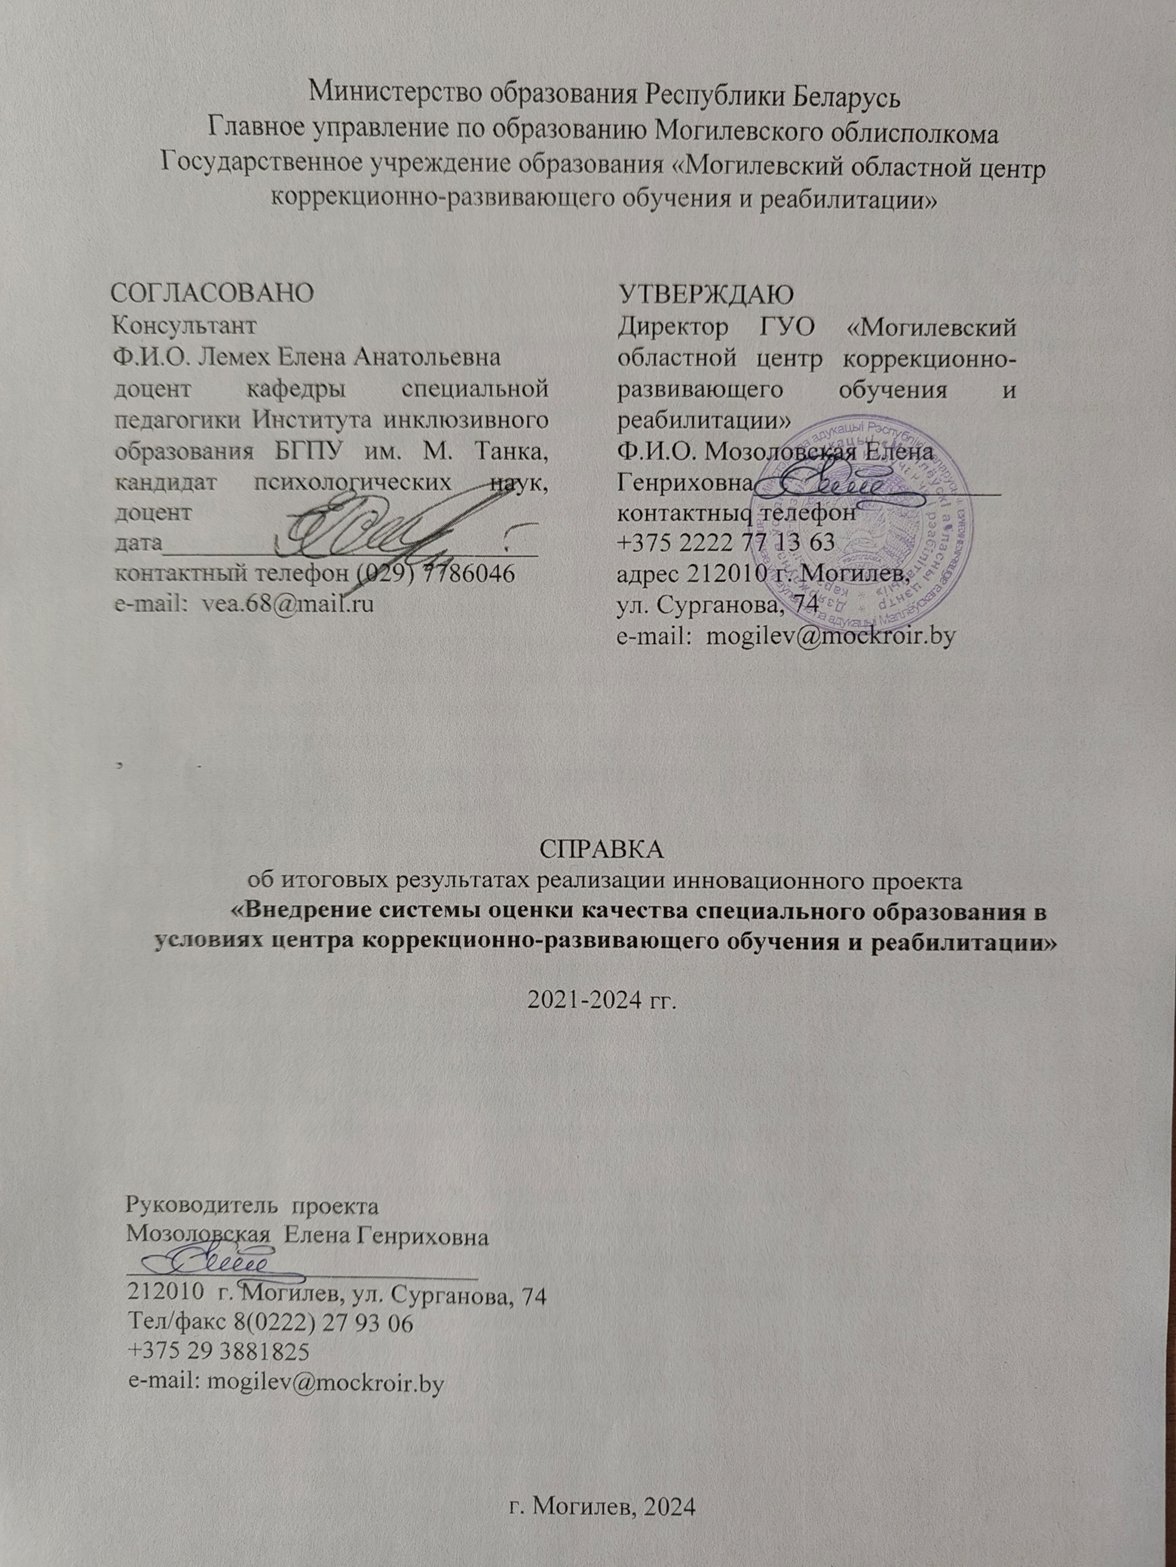 Министерство образования Республики Беларусь
Главное управление по образованию Могилевского облисполкома
Государственное учреждение образования «Могилевский областной центр
коррекционно-развивающего обучения и реабилитации»
СОГЛАСОВАНО
Консультант
Ф.И.О. Лемех Елена Анатольевна
доцент кафедры специальной
педагогики Института инклюзивного
образования БГПУ им. М. Танка,
кандидат психологических наук,
доцент
дата
контактный телефон (029) 7786046
e-mail: vea.68@mail.ru
УТВЕРЖДАЮ
Директор ГУО «Могилевский
областной центр коррекционно-
развивающего обучения и
реабилитации»
Ф.И.О. Мозоловская Елена
Генриховна
контактныq телефон
+375 2222 77 13 63
адрес 212010 г. Могилев,
ул. Сурганова, 74
e-mail: mogilev@mockroir.by
СПРАВКА
об итоговых результатах реализации инновационного проекта
«Внедрение системы оценки качества специального образования в
условиях центра коррекционно-развивающего обучения и реабилитации»
2021-2024 гг.
Руководитель проекта
Мозоловская Елена Генриховна
212010 г. Могилев, ул. Сурганова, 74
Тел/факс 8(0222) 27 93 06
+375 29 3881825
e-mail: mogilev@mockroir.by
г. Могилев, 2024